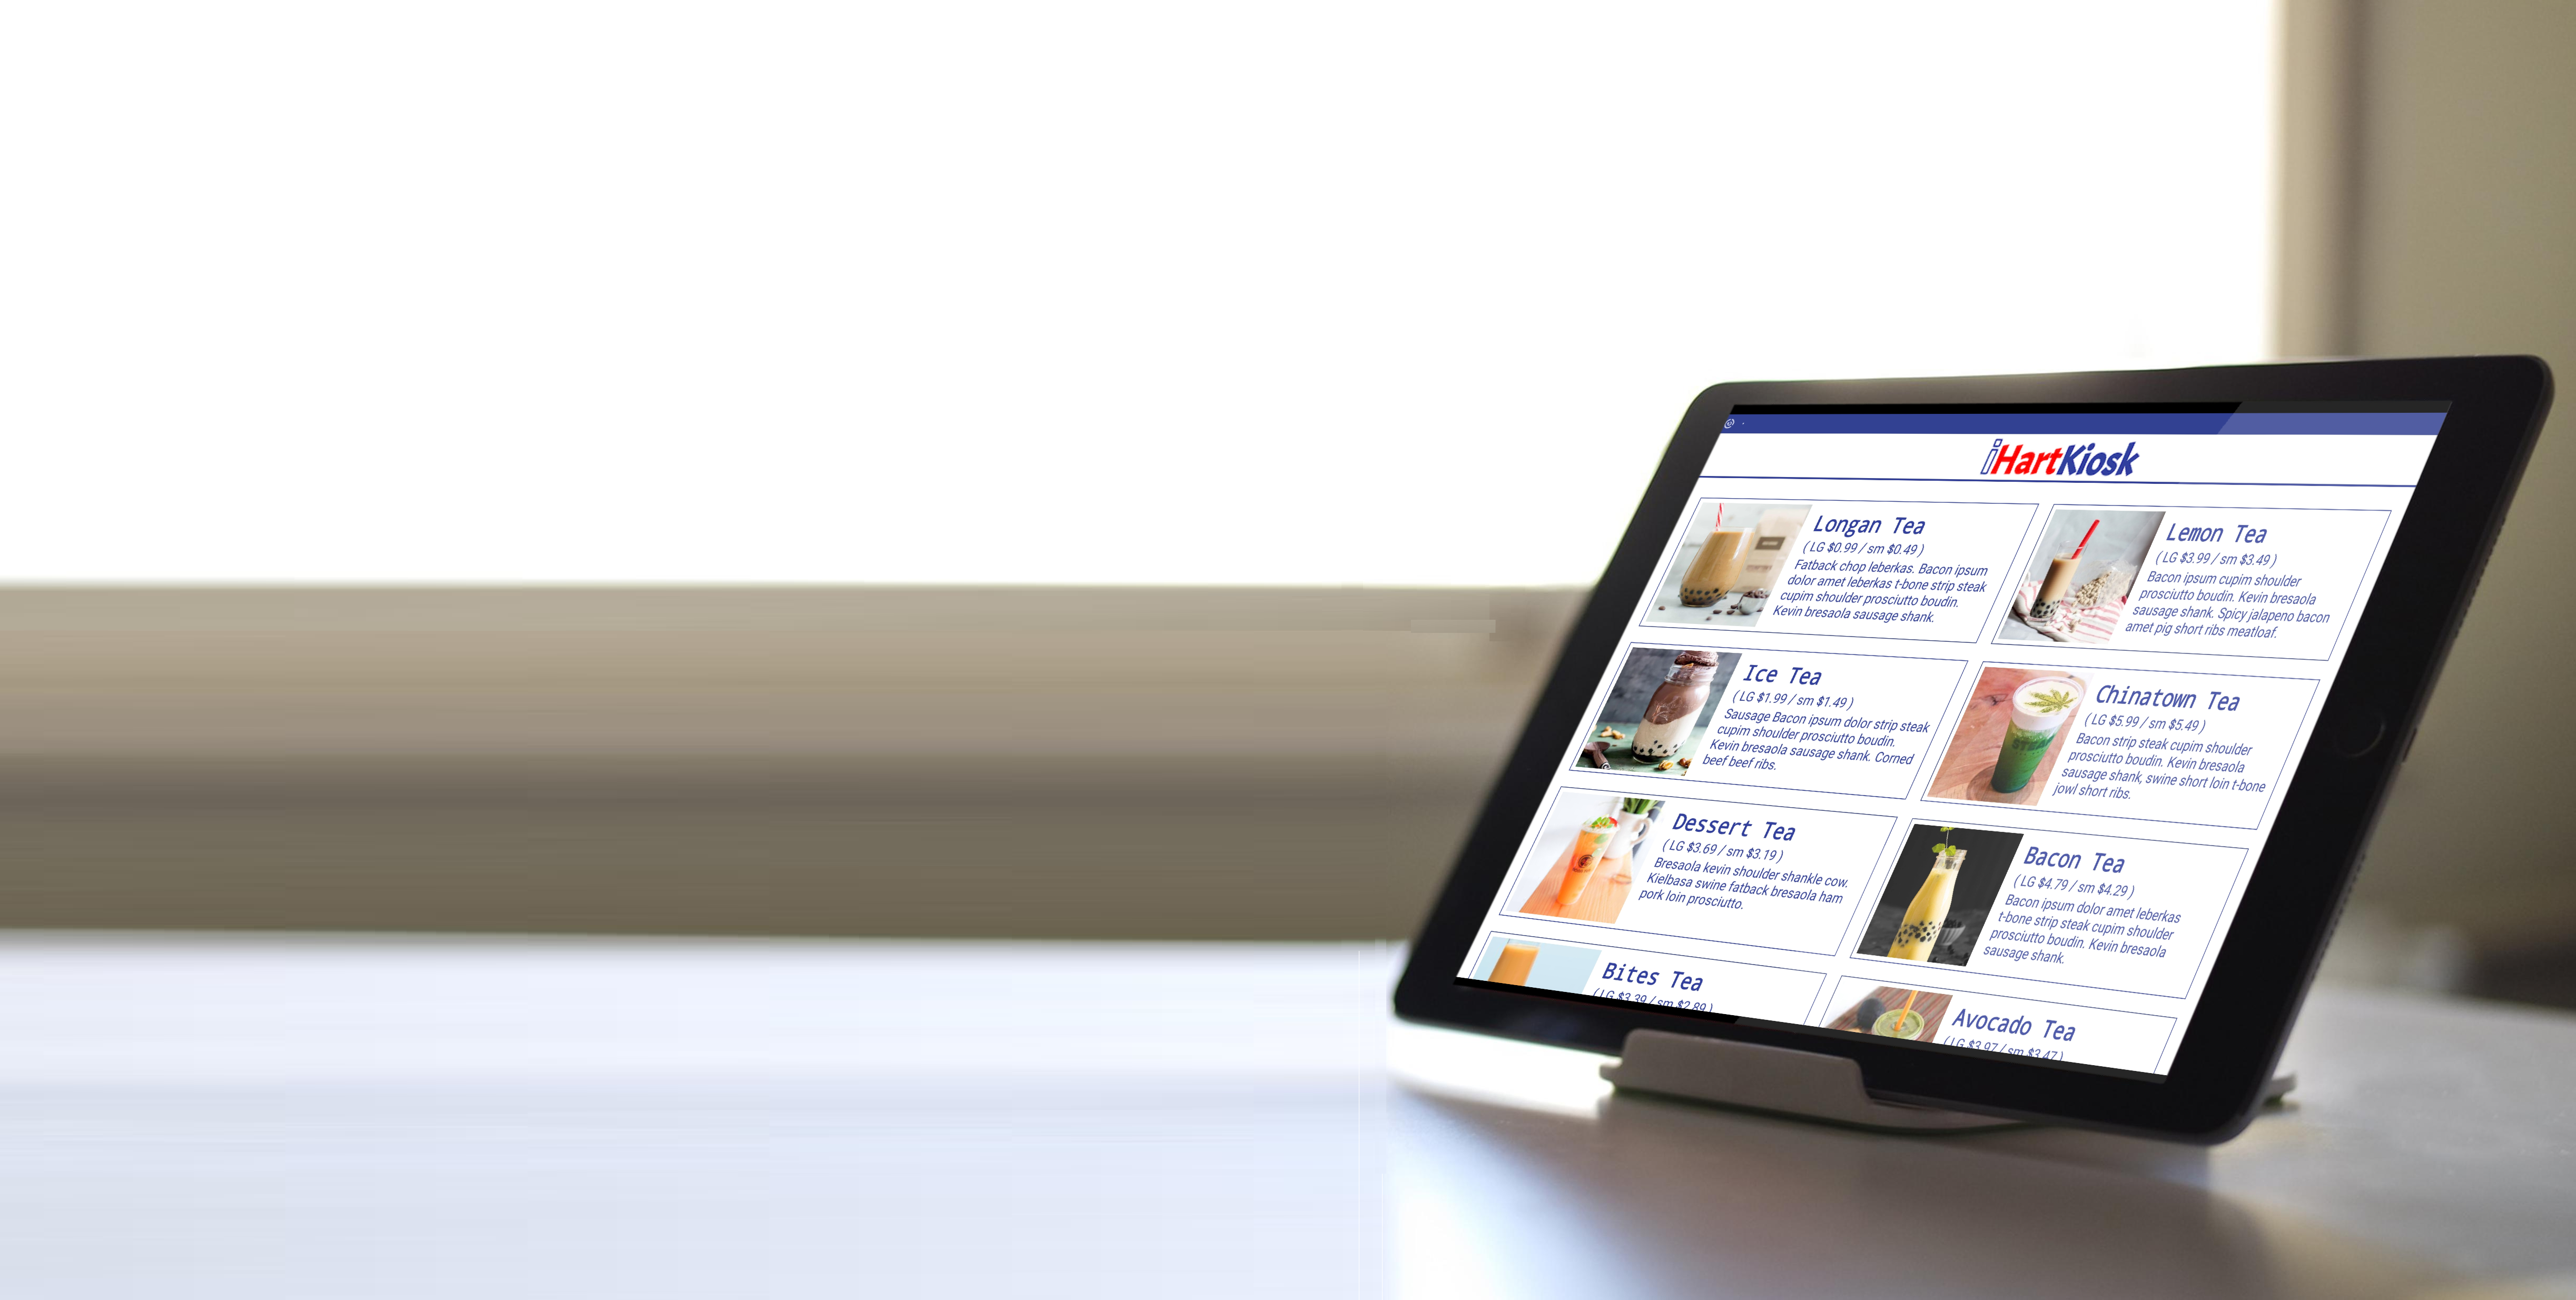 iHartKiosk
Longan Tea
( LG $0.99 / sm $0.49 )
Fatback chop leberkas. Bacon ipsum
dolor amet leberkas t-bone strip steak
cupim shoulder prosciutto boudin.
Kevin bresaola sausage shank.
Lemon Tea
( LG $3.99 / sm $3.49 )
Bacon ipsum cupim shoulder
prosciutto boudin. Kevin bresaola
sausage shank. Spicy jalapeno bacon
amet pig short ribs meatloaf.
Ice Tea
( LG $1.99 / sm $1.49 )
Sausage Bacon ipsum dolor strip steak
cupim shoulder prosciutto boudin.
Kevin bresaola sausage shank. Corned
beef beef ribs.
Chinatown Tea
( LG $5.99 / sm $5.49 )
Bacon strip steak cupim shoulder
prosciutto boudin. Kevin bresaola
sausage shank, swine short loin t-bone
jowl short ribs.
Dessert Tea
( LG $3.69 / sm $3.19 )
Bresaola kevin shoulder shankle cow.
Kielbasa swine fatback bresaola ham
pork loin prosciutto.
Bacon Tea
( LG $4.79 / sm $4.29 )
Bacon ipsum dolor amet leberkas
t-bone strip steak cupim shoulder
prosciutto boudin. Kevin bresaola
sausage shank.
Bites Tea
( LG $3.39 / sm $2.89 )
Avocado Tea
( LG $3.97 / sm $3.47 )